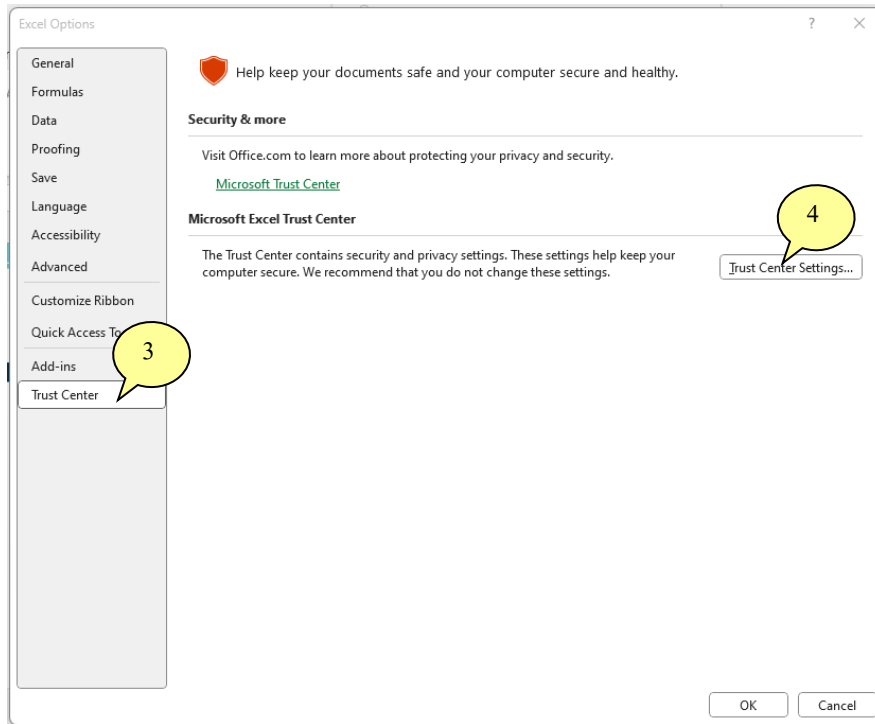 Excel Options
?
General
Formulas
Data
Proofing
Save
Language
Accessibility
Advanced
Customize Ribbon
Quick Access
Add-ins
Trust Center
3
Help keep your documents safe and your computer secure and healthy.
Security & more
Visit Office.com to learn more about protecting your privacy and security.
Microsoft Trust Center
Microsoft Excel Trust Center
The Trust Center contains security and privacy settings. These settings help keep your
computer secure. We recommend that you do not change these settings.
4
Trust Center Settings...
OK
Cancel